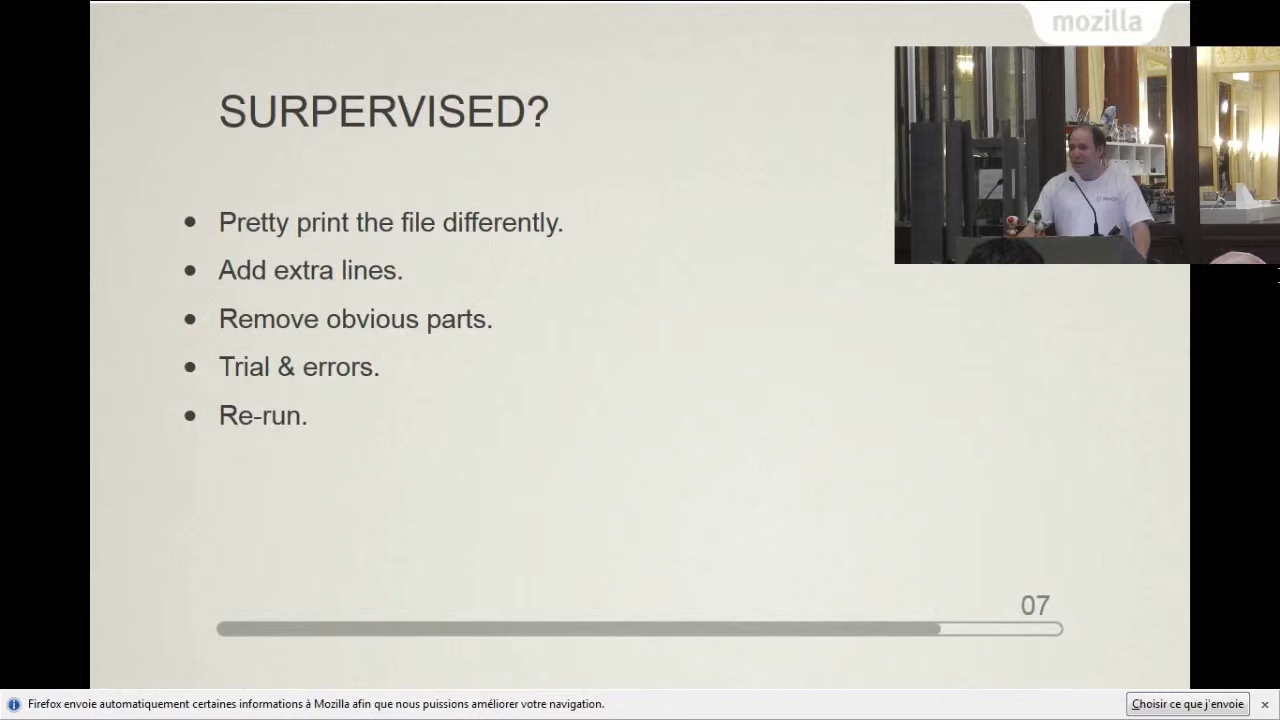 mozilla
SURPERVISED?
• Pretty print the file differently.
• Add extra lines.
• Remove obvious parts.
• Trial & errors.
• Re-run.
07
Firefox envoie automatiquement certaines informations à Mozilla afin que nous puissions améliorer votre navigation.
Choisir ce que j'envoie